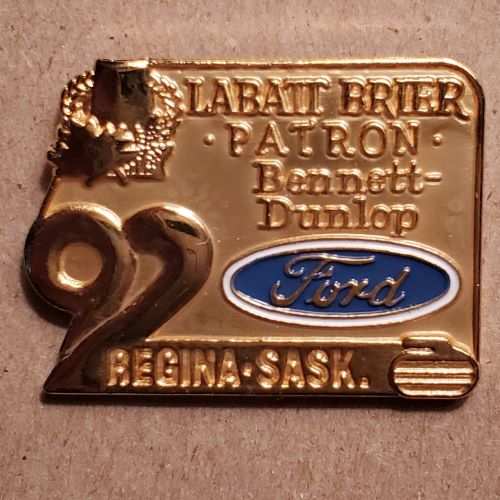 LABATT BRIER
· PATRON ·
Bennett-
Dunlop
Ford
92
REGINA · SASK.